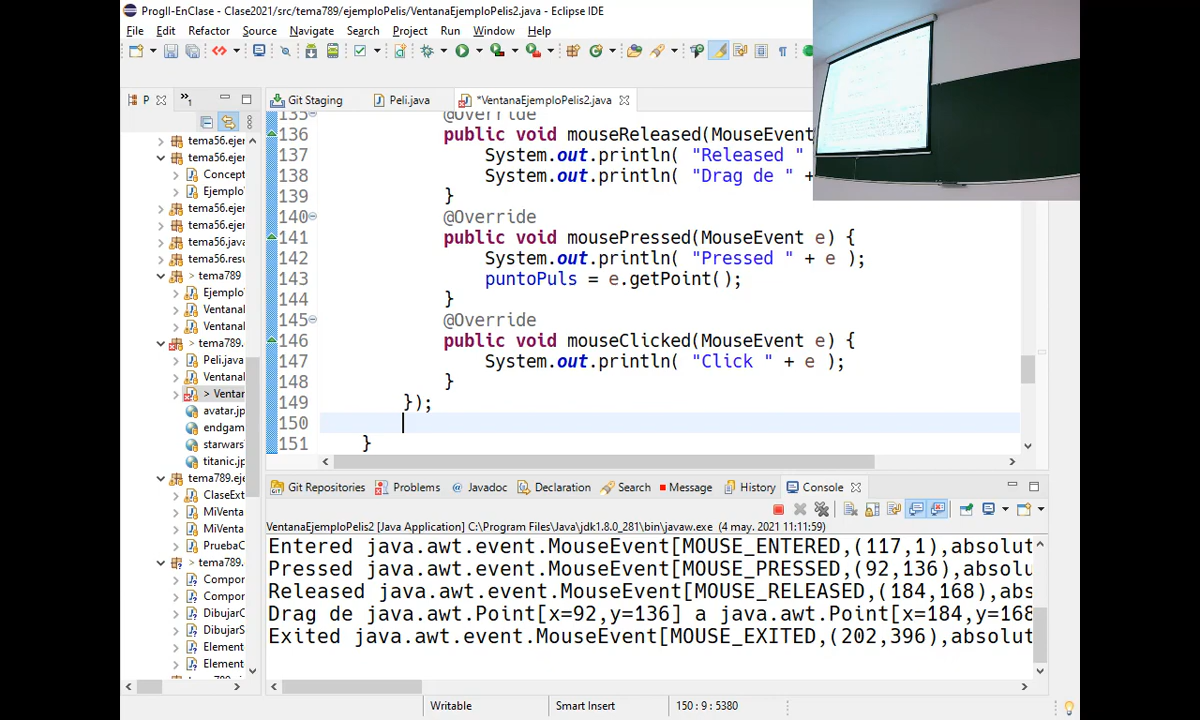 ProgII-EnClase - Clase2021/src/tema789/ejemploPelis/VentanaEjemploPelis2.java - Eclipse IDE
File Edit Refactor Source Navigate Search Project Run Window Help
P »1
Git Staging Peli.java *VentanaEjemploPelis2.java
tema56.ejer
tema56.ejer
Concept
Ejemplo
tema56.ejer
tema56.ejer
tema56.java
tema56.resu
> tema789
Ejemplo
Ventanal
Ventanal
> tema789.
Peli.java
Ventanal
> Ventar
avatar.jp
endgam
starwars
titanic.jp
tema789.eje
ClaseExt
MiVenta
MiVenta
PruebaC
> tema789.
Compor
Compor
DibujarC
DibujarS
Element
Element
135 @Override
136 public void mouseReleased(MouseEvent
137 System.out.println( "Released "
138 "Drag de " +
139 }
140 @Override
141 public void mousePressed(MouseEvent e) {
142 System.out.println( "Pressed " + e );
143 puntoPuls = e.getPoint();
144 }
145 @Override
146 public void mouseClicked(MouseEvent e) {
147 System.out.println( "Click " + e );
148 }
149 });
150
151 }
Git Repositories Problems @ Javadoc Declaration Search Message History Console
VentanaEjemploPelis2 [Java Application] C:\Program Files\Java\jdk1.8.0_281\bin\javaw.exe (4 may. 2021 11:11:59)
Entered java.awt.event.MouseEvent[MOUSE_ENTERED,(117,1),absolut
Pressed java.awt.event.MouseEvent[MOUSE_PRESSED,(92,136),absolu
Released java.awt.event.MouseEvent[MOUSE_RELEASED,(184,168),abs
Drag de java.awt.Point[x=92,y=136] a java.awt.Point[x=184,y=168
Exited java.awt.event.MouseEvent[MOUSE_EXITED,(202,396),absolut
Writable Smart Insert 150 : 9 : 5380